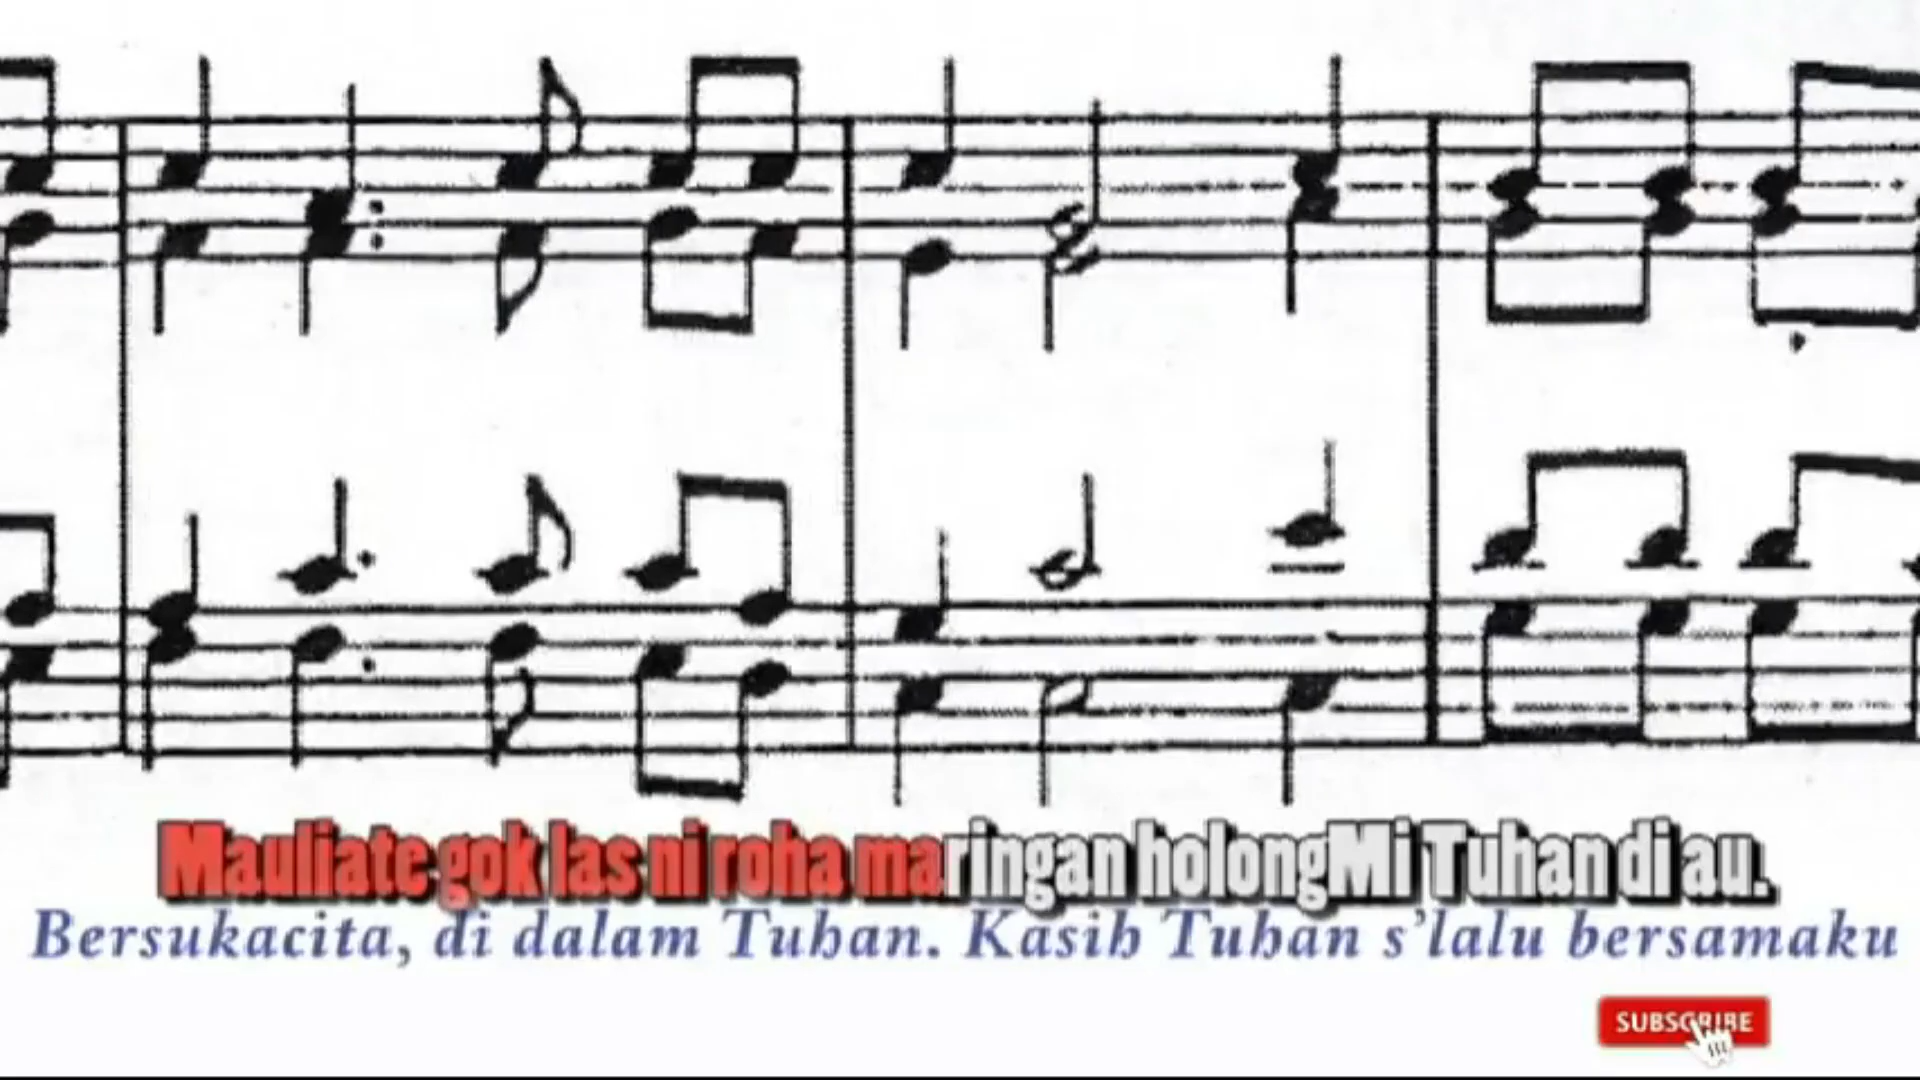 Mauliate gok las ni roha maringan holongMi Tuhan di au.
Bersukacita, di dalam Tuhan. Kasih Tuhan s'lalu bersamaku
SUBSCRIBE